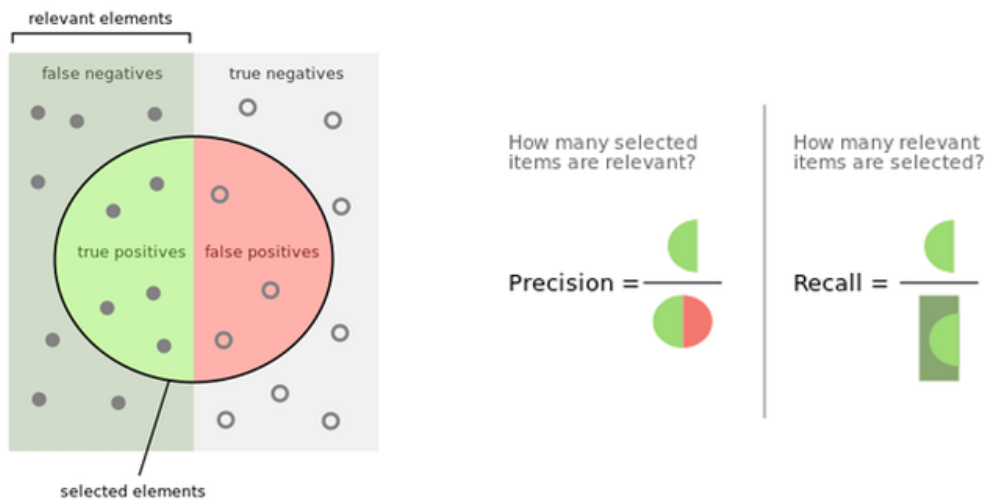 relevant elements
false negatives
true negatives
true positives
false positives
selected elements
How many selected
items are relevant?
Precision =
How many relevant
items are selected?
Recall =